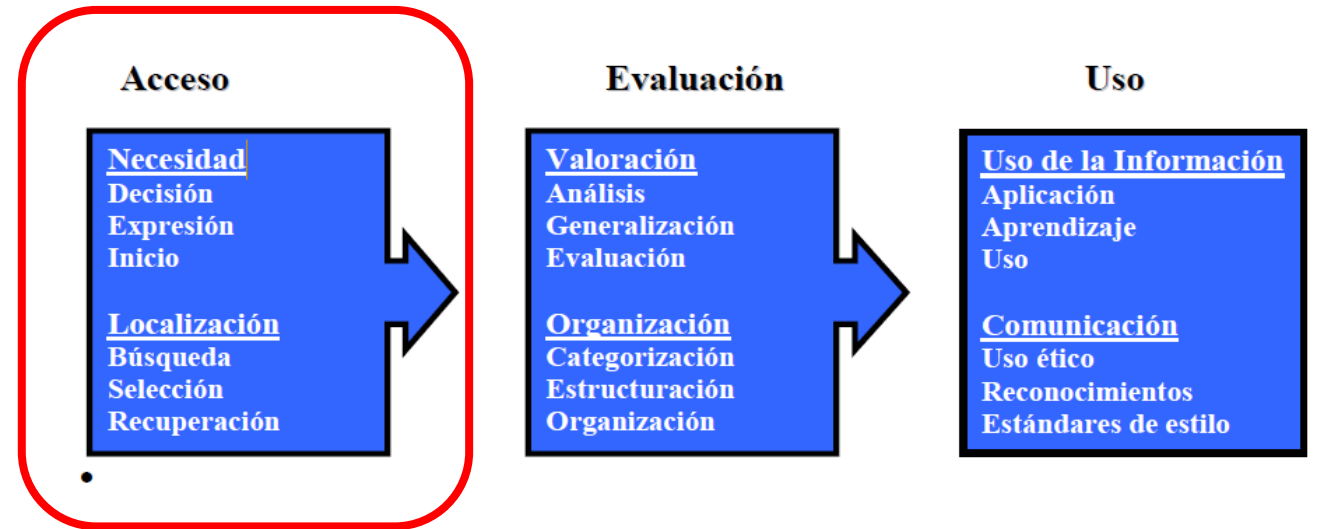 Acceso
Necesidad
Decisión
Expresión
Inicio
Localización
Búsqueda
Selección
Recuperación
•
Evaluación
Valoración
Análisis
Generalización
Evaluación
Organización
Categorización
Estructuración
Organización
Uso
Uso de la Información
Aplicación
Aprendizaje
Uso
Comunicación
Uso ético
Reconocimientos
Estándares de estilo